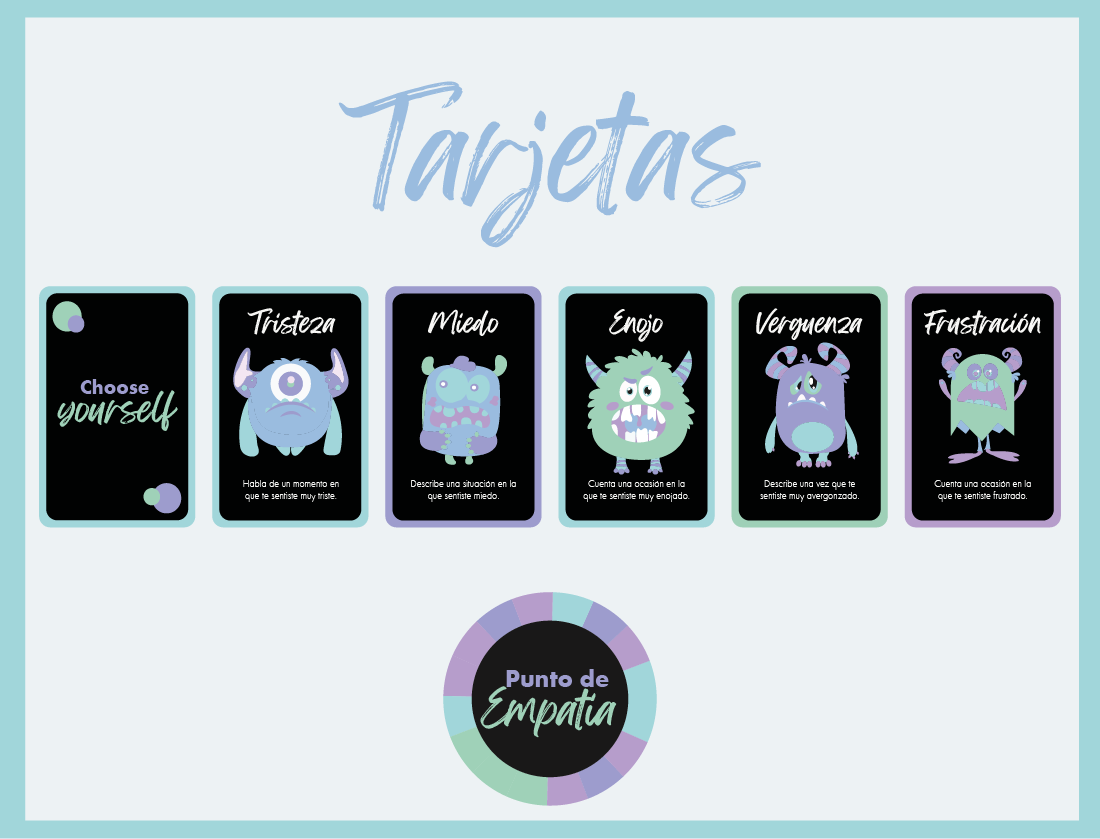 Tarjetas
Choose
yourself
Tristeza
Habla de un momento en
que te sentiste muy triste.
Miedo
Describe una situación en la
que sentiste miedo.
Enojo
Cuenta una ocasión en la
que te sentiste muy enojado.
Verguenza
Describe una vez que te
sentiste muy avergonzado.
Frustración
Cuenta una ocasión en la
que te sentiste frustrado.
Punto de
Empatía